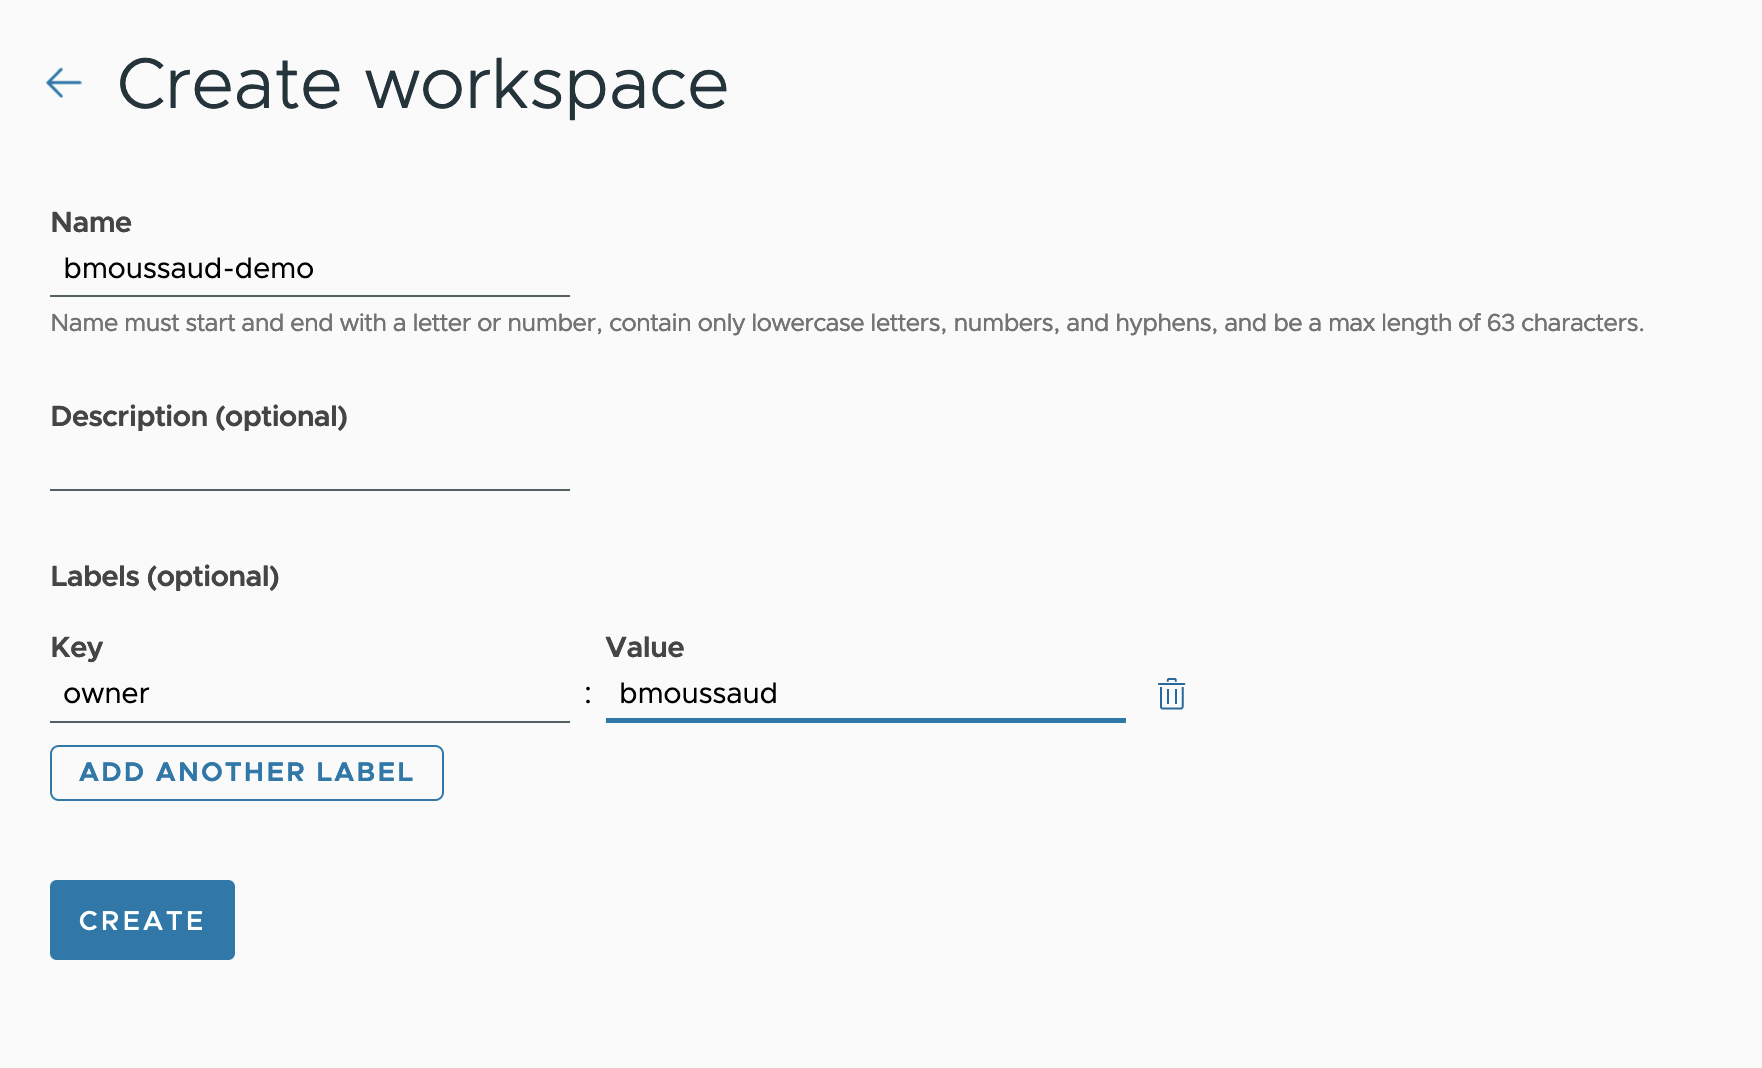 Create workspace
Name
bmoussaud-demo
Name must start and end with a letter or number, contain only lowercase letters, numbers, and hyphens, and be a max length of 63 characters.
Description (optional)
Labels (optional)
Key Value
owner : bmoussaud
ADD ANOTHER LABEL
CREATE